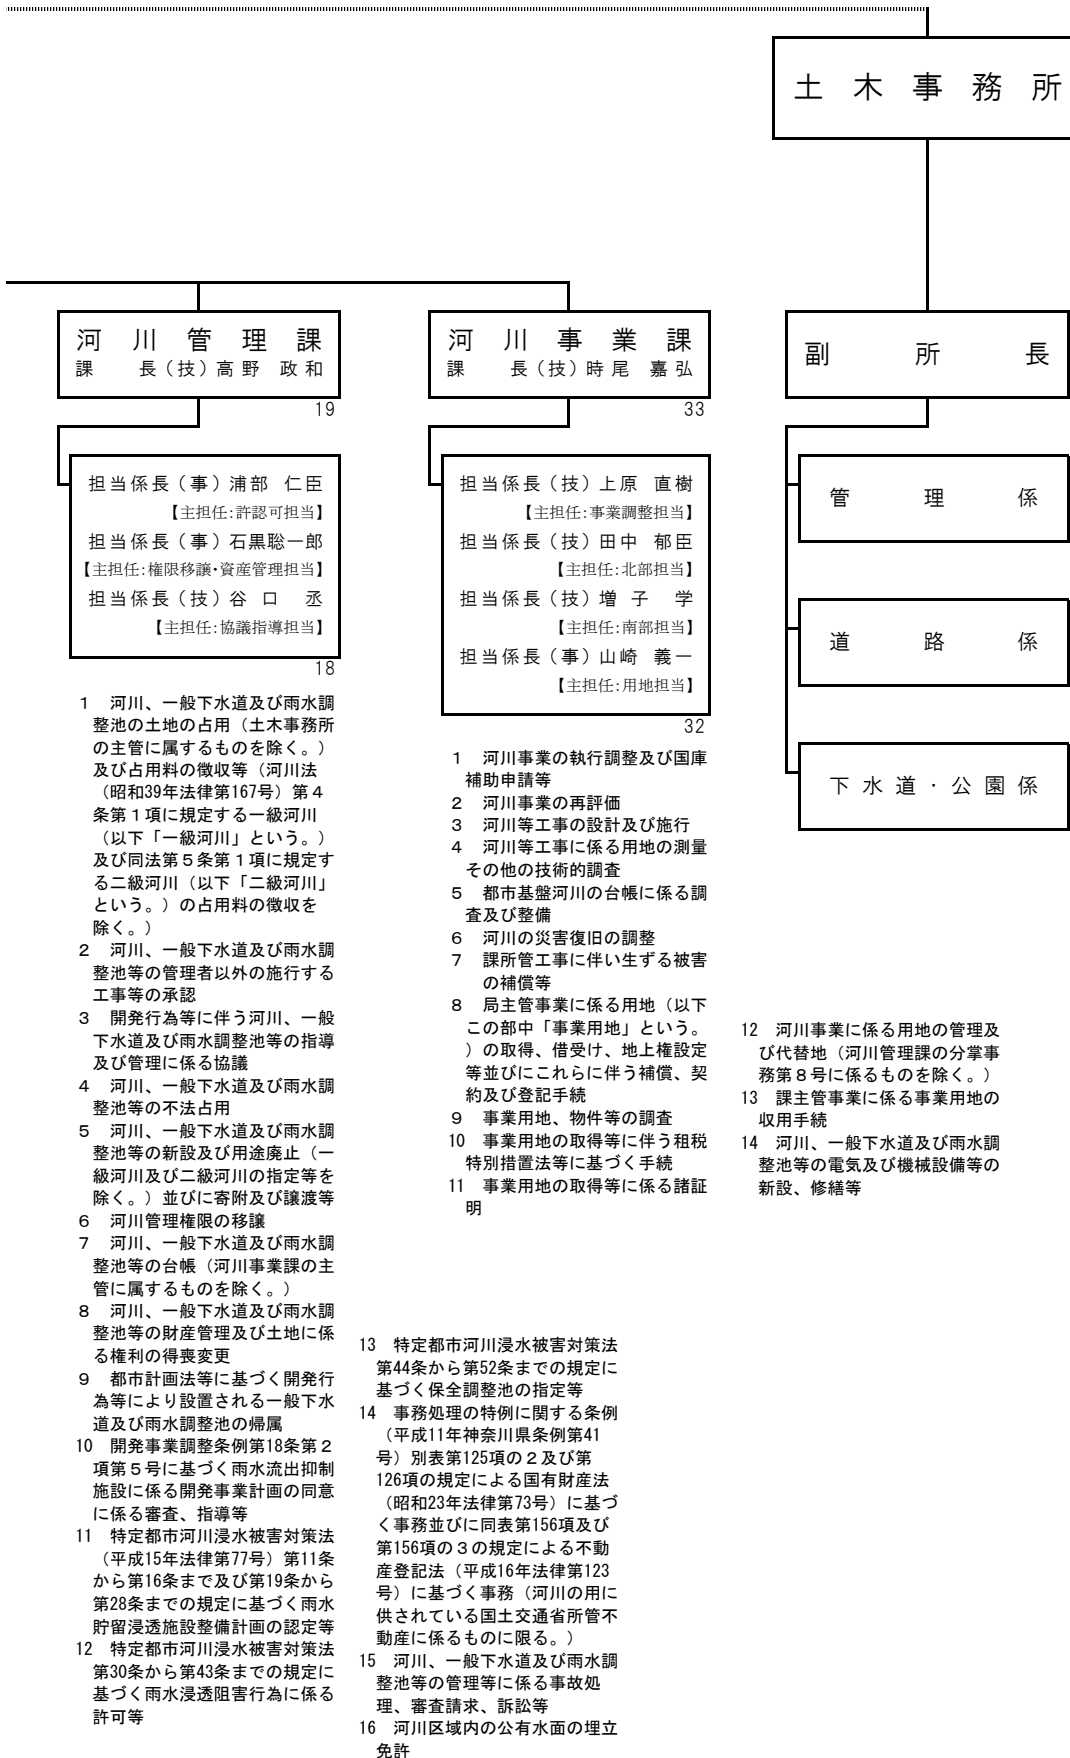 土木事務所
河川管理課
課　長（技）高野　政和
19
担当係長（事）浦部　仁臣
【主担任：許認可担当】
担当係長（事）石黒聡一郎
【主担任：権限移譲・資産管理担当】
担当係長（技）谷口　丞
【主担任：協議指導担当】
18
1　河川、一般下水道及び雨水調
整池の土地の占用（土木事務所
の主管に属するものを除く。）
及び占用料の徴収等（河川法
（昭和39年法律第167号）第４
条第１項に規定する一級河川
（以下「一級河川」という。）
及び同法第５条第１項に規定す
る二級河川（以下「二級河川」
という。）の占用料の徴収を
除く。）
2　河川、一般下水道及び雨水調
整池等の管理者以外の施行する
工事等の承認
3　開発行為等に伴う河川、一般
下水道及び雨水調整池等の指導
及び管理に係る協議
4　河川、一般下水道及び雨水調
整池等の不法占用
5　河川、一般下水道及び雨水調
整池等の新設及び用途廃止（一
級河川及び二級河川の指定等を
除く。）並びに寄附及び譲渡等
6　河川管理権限の移譲
7　河川、一般下水道及び雨水調
整池等の台帳（河川事業課の主
管に属するものを除く。）
8　河川、一般下水道及び雨水調
整池等の財産管理及び土地に係
る権利の得喪変更
9　都市計画法等に基づく開発行
為等により設置される一般下水
道及び雨水調整池の帰属
10　開発事業調整条例第18条第２
項第５号に基づく雨水流出抑制
施設に係る開発事業計画の同意
に係る審査、指導等
11　特定都市河川浸水被害対策法
（平成15年法律第77号）第11条
から第16条まで及び第19条から
第28条までの規定に基づく雨水
貯留浸透施設整備計画の認定等
12　特定都市河川浸水被害対策法
第30条から第43条までの規定に
基づく雨水浸透阻害行為に係る
許可等
13　特定都市河川浸水被害対策法
第44条から第52条までの規定に
基づく保全調整池の指定等
14　事務処理の特例に関する条例
（平成11年神奈川県条例第41
号）別表第125項の２及び第
126項の規定による国有財産法
（昭和23年法律第73号）に基づ
く事務並びに同表第156項及び
第156項の３の規定による不動
産登記法（平成16年法律第123
号）に基づく事務（河川の用に
供されている国土交通省所管不
動産に係るものに限る。）
15　河川、一般下水道及び雨水調
整池等の管理等に係る事故処
理、審査請求、訴訟等
16　河川区域内の公有水面の埋立
免許
河川事業課
課　長（技）時尾　嘉弘
33
担当係長（技）上原　直樹
【主担任：事業調整担当】
担当係長（技）田中　郁臣
【主担任：北部担当】
担当係長（技）増子　学
【主担任：南部担当】
担当係長（事）山崎　義一
【主担任：用地担当】
32
1　河川事業の執行調整及び国庫
補助申請等
2　河川事業の再評価
3　河川等工事の設計及び施行
4　河川等工事に係る用地の測量
その他の技術的調査
5　都市基盤河川の台帳に係る調
査及び整備
6　河川の災害復旧の調整
7　課所管工事に伴い生ずる被害
の補償等
8　局主管事業に係る用地（以下
この部中「事業用地」という。
）の取得、借受け、地上権設定
等並びにこれらに伴う補償、契
約及び登記手続
9　事業用地、物件等の調査
10　事業用地の取得等に伴う租税
特別措置法等に基づく手続
11　事業用地の取得等に係る諸証
明
12　河川事業に係る用地の管理及
び代替地（河川管理課の分掌事
務第８号に係るものを除く。）
13　課主管事業に係る事業用地の
収用手続
14　河川、一般下水道及び雨水調
整池等の電気及び機械設備等の
新設、修繕等
副所長
管理係
道路係
下水道・公園係